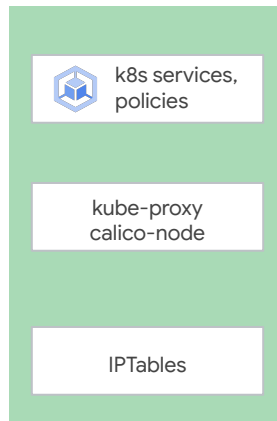 k8s services,
policies
kube-proxy
calico-node
IPTables